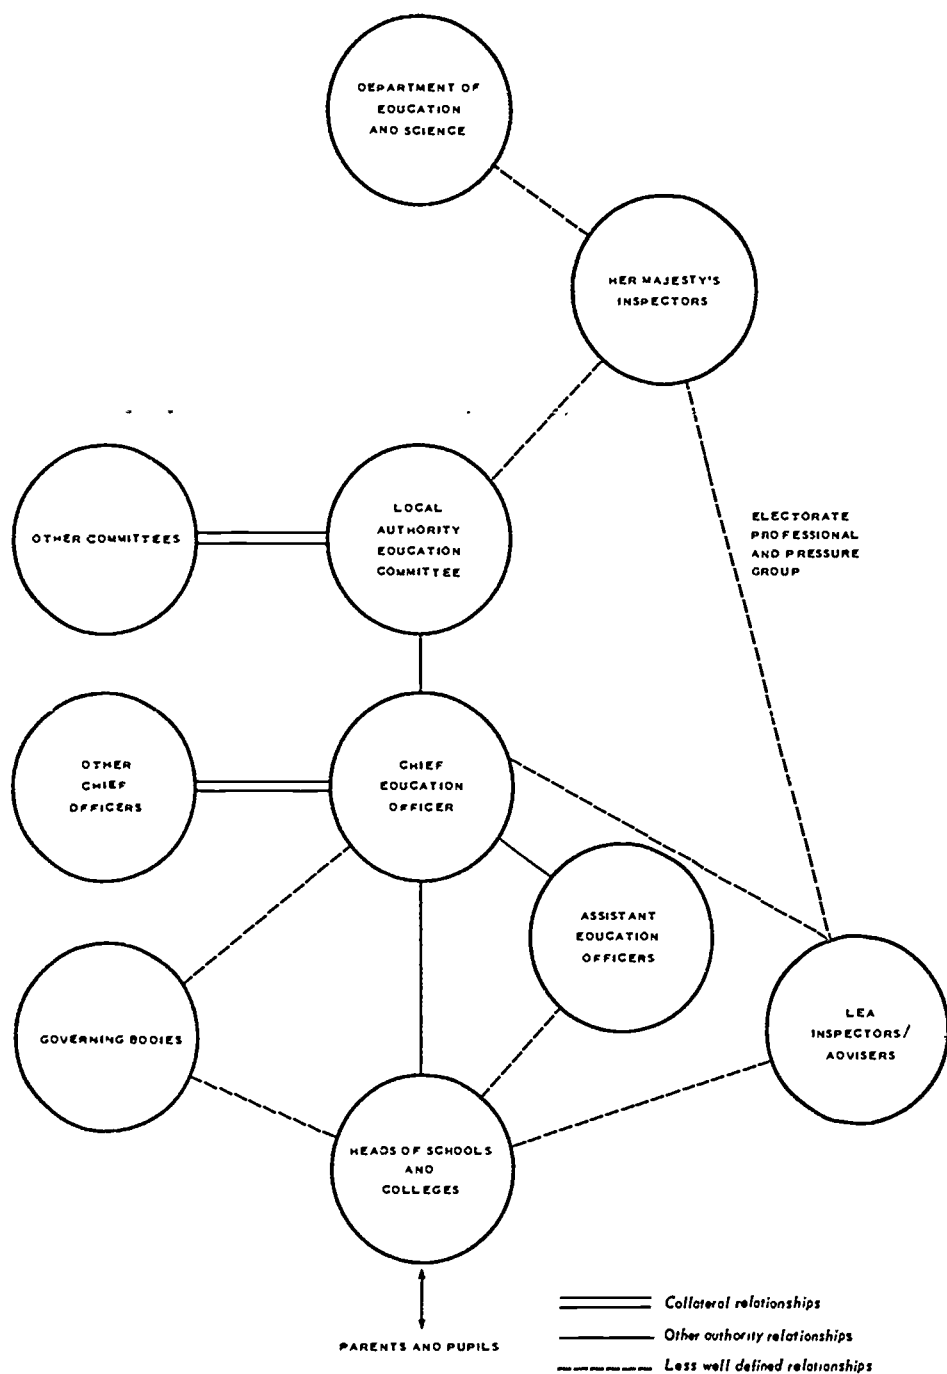 DEPARTMENT OF
EDUCATION
AND SCIENCE
HER MAJESTY'S
INSPECTORS
OTHER COMMITTEES
LOCAL
AUTHORITY
EDUCATION
COMMITTEE
ELECTORATE
PROFESSIONAL
AND PRESSURE
GROUP
OTHER
CHIEF
OFFICERS
CHIEF
EDUCATION
OFFICER
ASSISTANT
EDUCATION
OFFICERS
GOVERNING BODIES
LEA
INSPECTORS/
ADVISERS
HEADS OF SCHOOLS
AND
COLLEGES
PARENTS AND PUPILS
Collateral relationships
Other authority relationships
Less well defined relationships